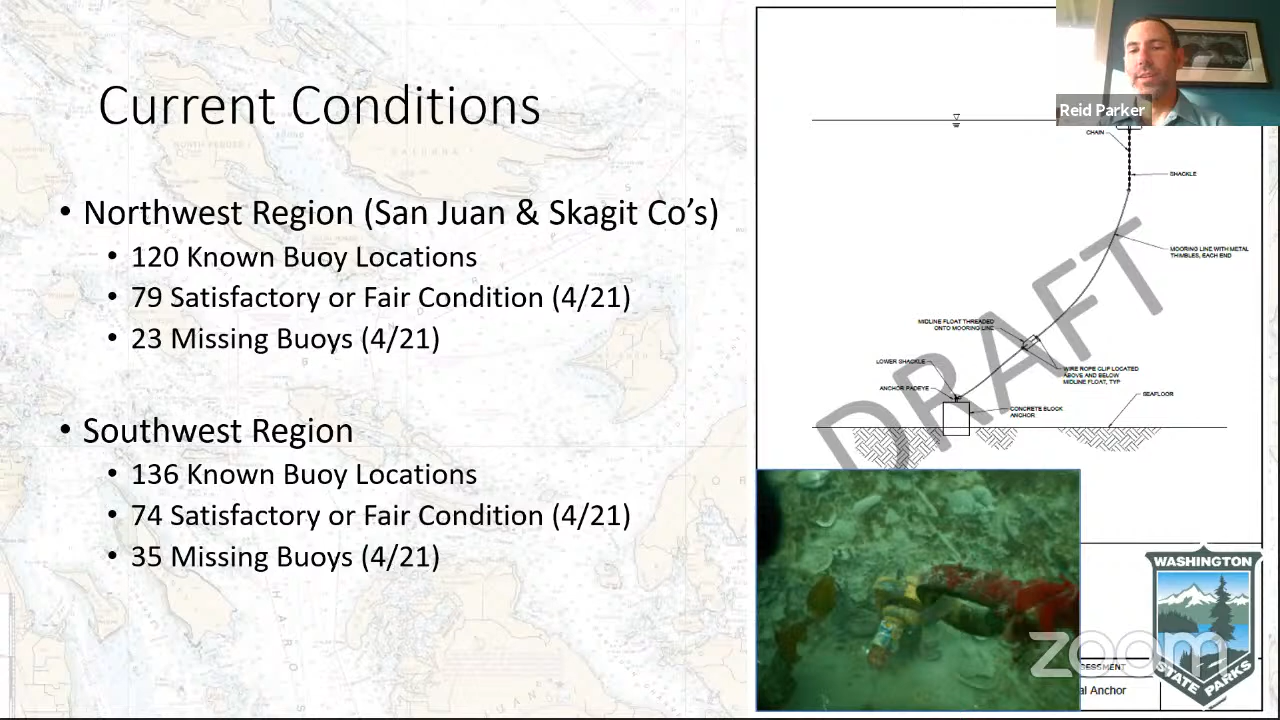 Current Conditions
• Northwest Region (San Juan & Skagit Co’s)
• 120 Known Buoy Locations
• 79 Satisfactory or Fair Condition (4/21)
• 23 Missing Buoys (4/21)
• Southwest Region
• 136 Known Buoy Locations
• 74 Satisfactory or Fair Condition (4/21)
• 35 Missing Buoys (4/21)
Reid Parker
CHAIN
SHACKLE
MOORING LINE WITH METAL
THIMBLES, EACH END
MIDLINE FLOAT THREADED
ONTO MOORING LINE
LOWER SHACKLE
WIRE ROPE CLIP LOCATED
ABOVE AND BELOW
MIDLINE FLOAT, TYP
ANCHOR PADEYE
SEAFLOOR
CONCRETE BLOCK
ANCHOR
DRAFT
WASHINGTON
STATE PARKS
zoom
al Anchor